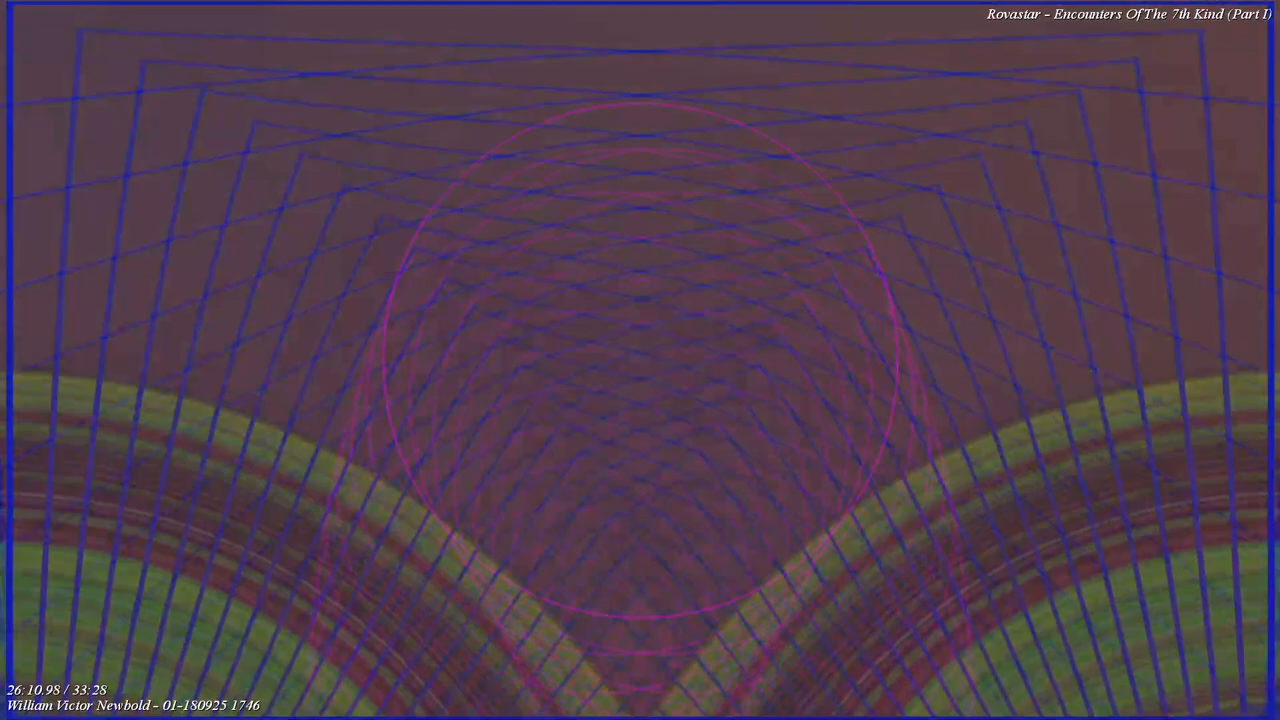 Rovastar - Encounters Of The 7th Kind (Part I)
26:10.98 / 33:28
William Victor Newbold - 01-180925 1746